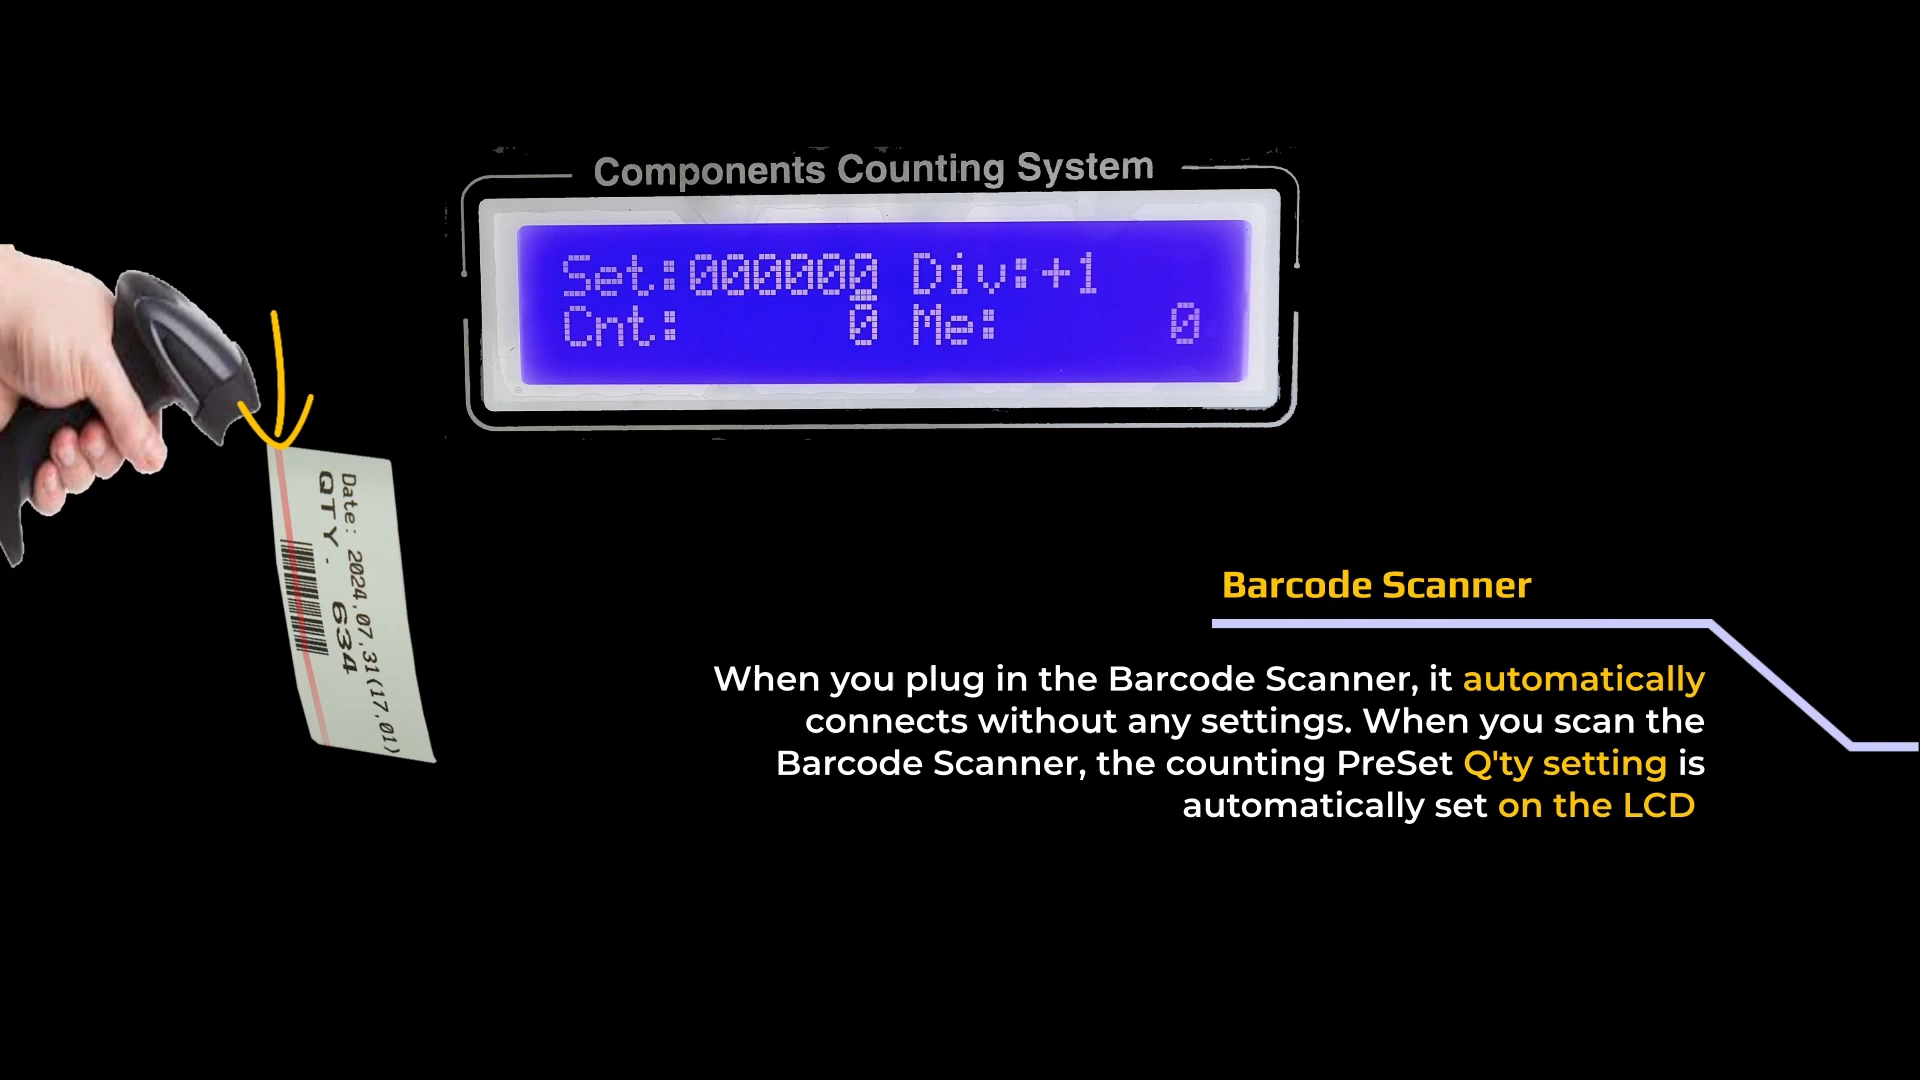 Components Counting System
Set:000000 Div:+1
Cnt: 0 Me: 0
Date: 2024,07,31(17,01)
QTY. 634
Barcode Scanner
When you plug in the Barcode Scanner, it automatically
connects without any settings. When you scan the
Barcode Scanner, the counting PreSet Q'ty setting is
automatically set on the LCD